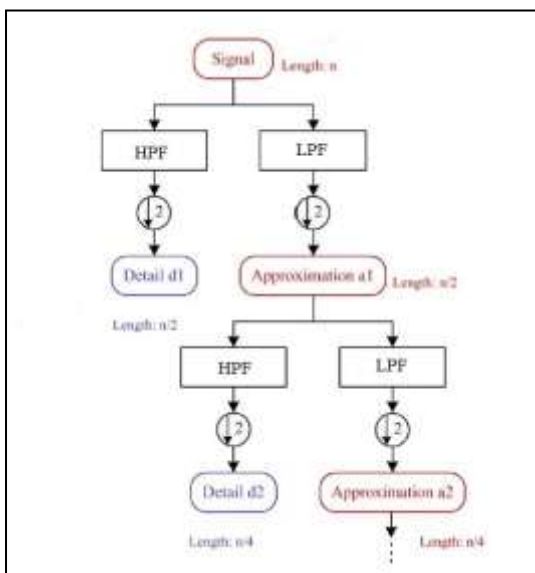 Signal
Length: n
HPF
LPF
2
2
Detail d1
Approximation a1
Length: n/2
Length: n/2
HPF
LPF
2
2
Detail d2
Approximation a2
Length: n/4
Length: n/4